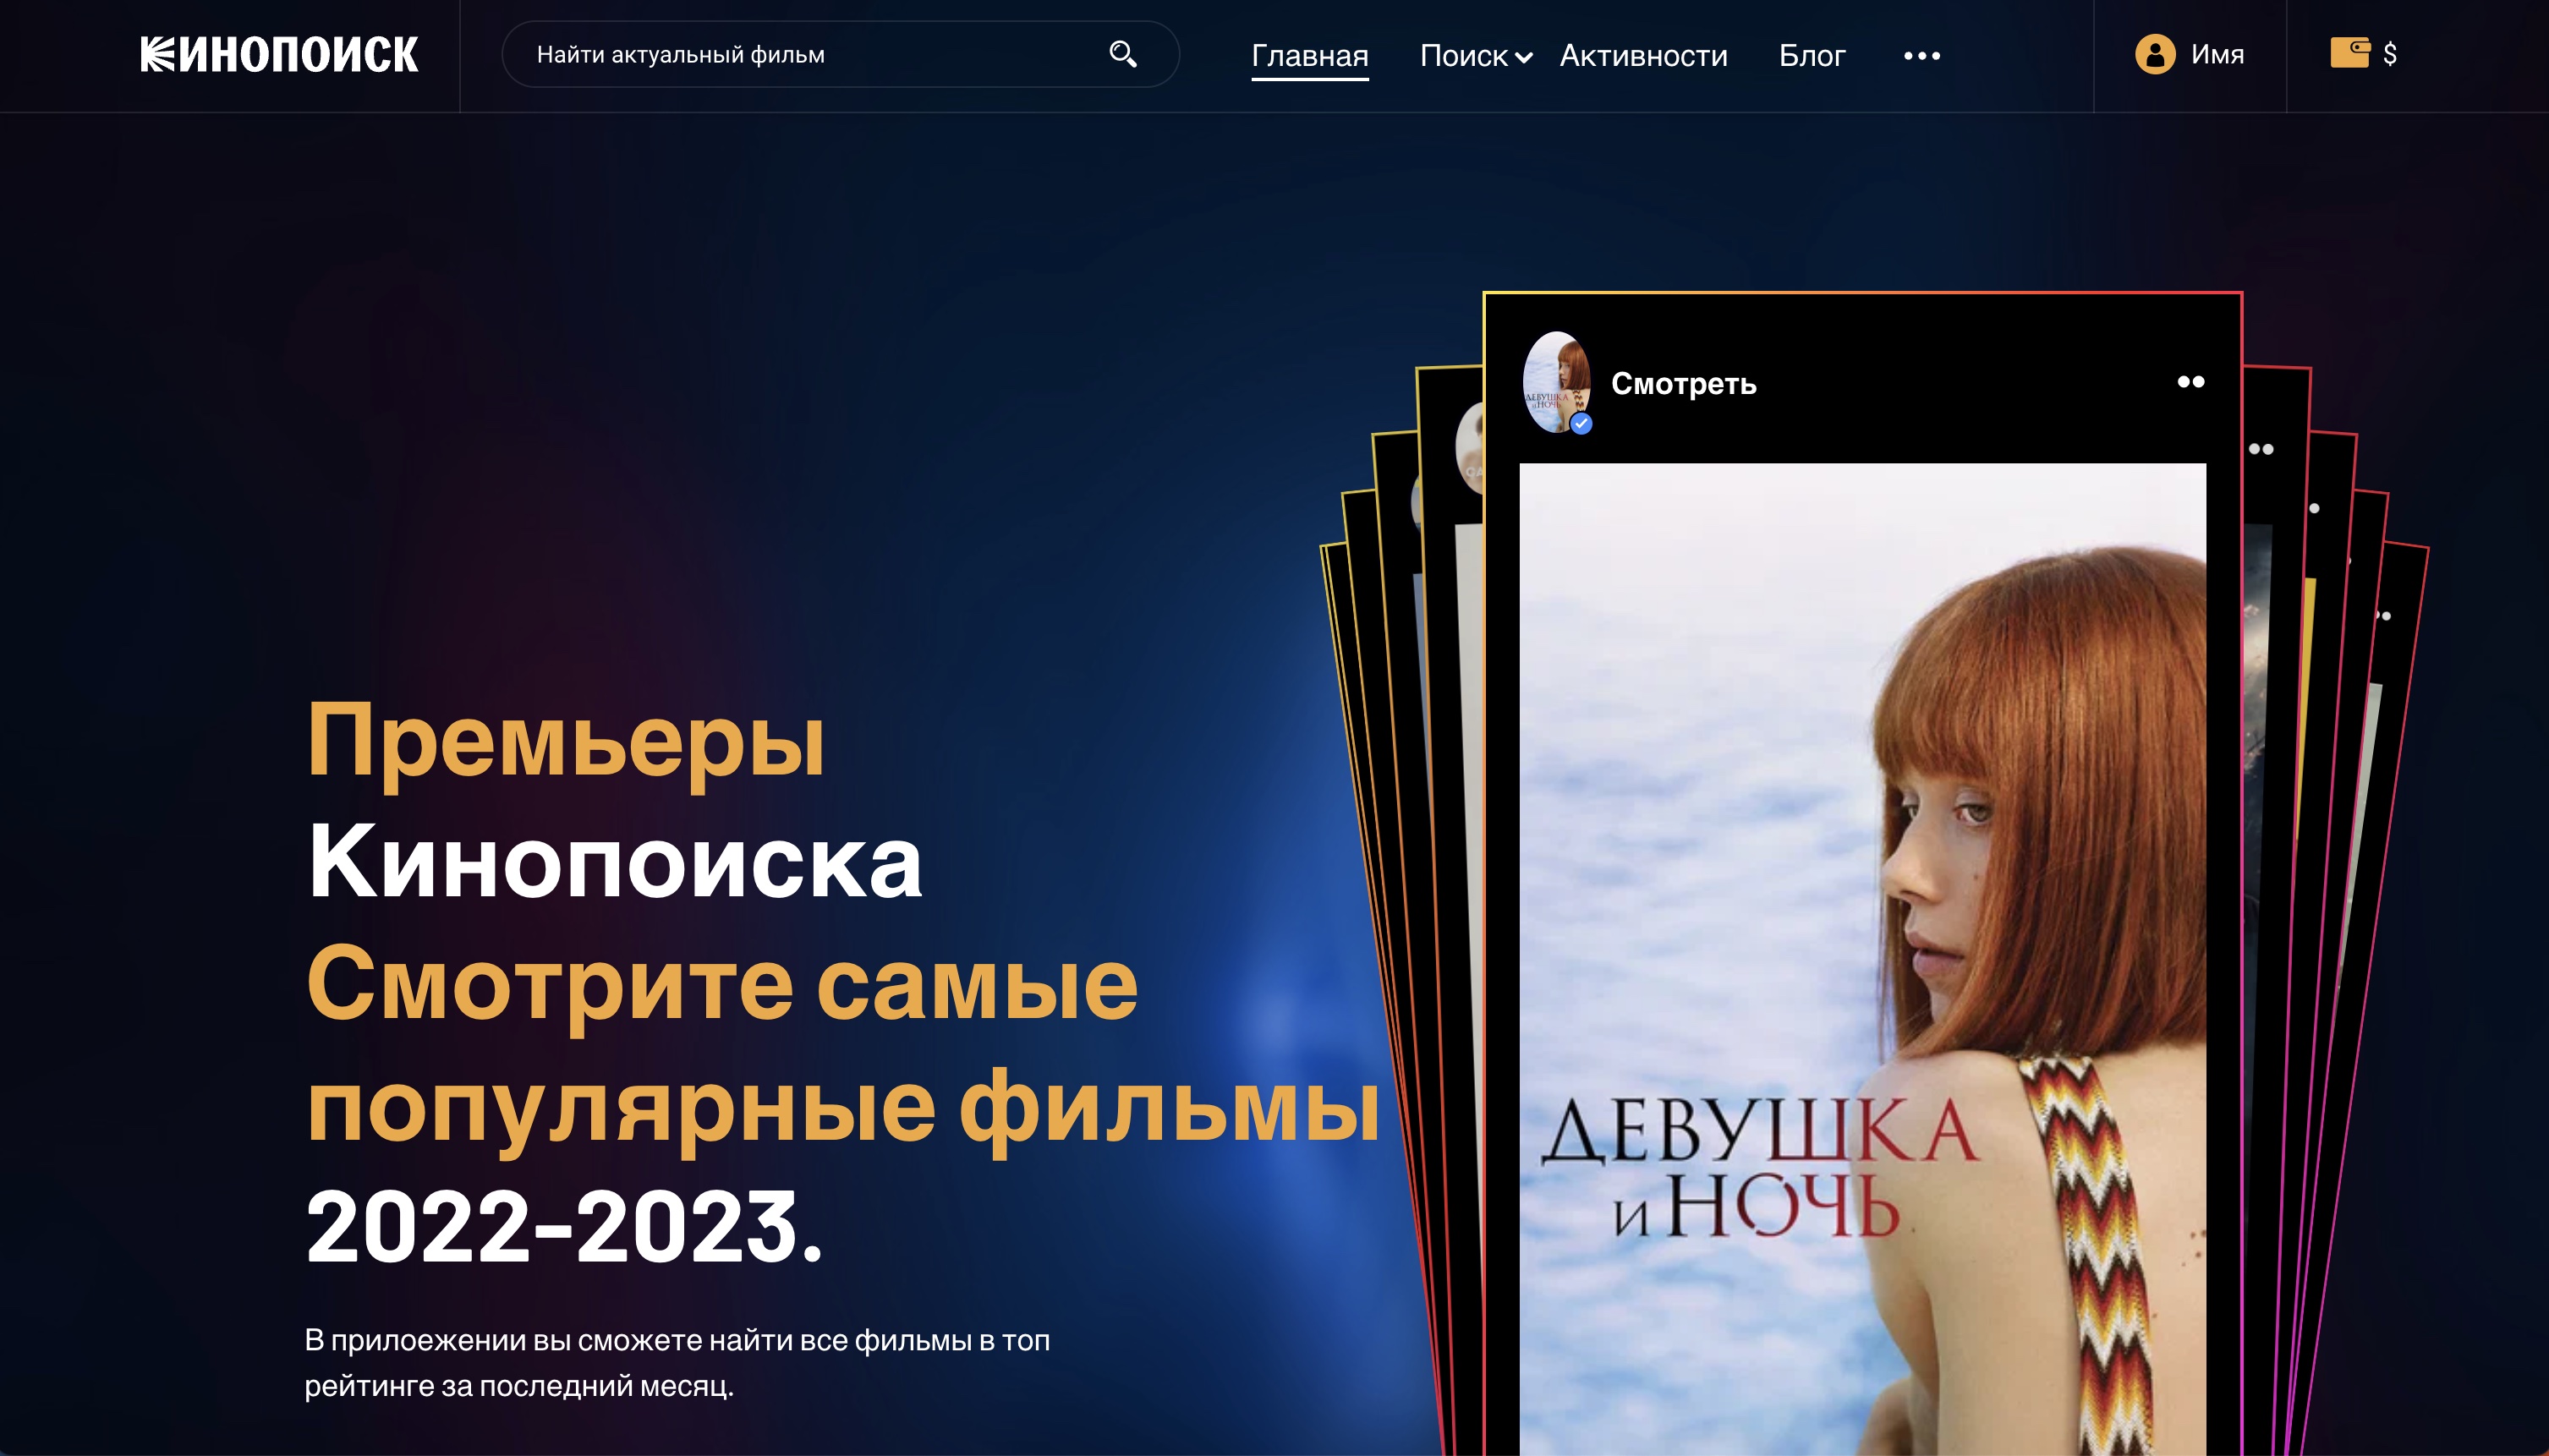 КИНОПОИСК
Найти актуальный фильм
Главная
Поиск
Активности
Блог
Имя
$
Смотреть
ДЕВУШКА
и НОЧЬ
Премьеры
Кинопоиска
Смотрите самые
популярные фильмы
2022-2023.
В прилоежении вы сможете найти все фильмы в топ
рейтинге за последний месяц.
ДЕВУШКА
и НОЧЬ